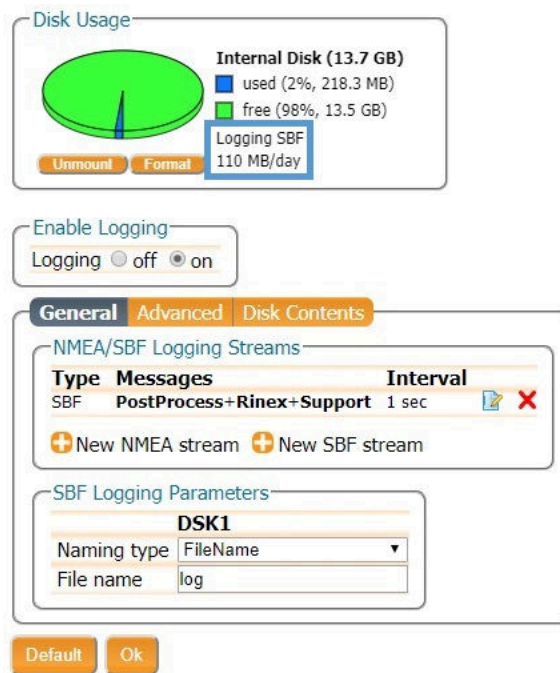 Disk Usage
Internal Disk (13.7 GB)
used (2%, 218.3 MB)
free (98%, 13.5 GB)
Logging SBF
110 MB/day
Unmount Format
Enable Logging
Logging off on
General Advanced Disk Contents
NMEA/SBF Logging Streams
Type Messages Interval
SBF PostProcess+Rinex+Support 1 sec
New NMEA stream New SBF stream
SBF Logging Parameters
DSK1
Naming type FileName
File name log
Default Ok